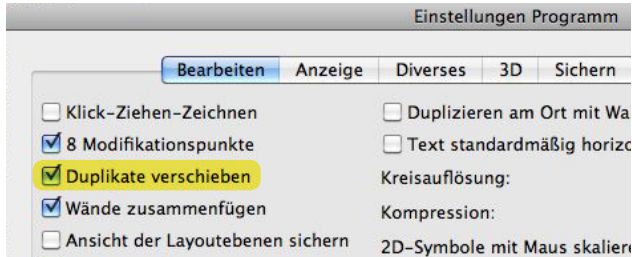 Einstellungen Programm
Bearbeiten Anzeige Diverses 3D Sichern
Klick-Ziehen-Zeichnen
8 Modifikationspunkte
Duplikate verschieben
Wände zusammenfügen
Ansicht der Layoutebenen sichern
Duplizieren am Ort mit
Text standardmäßig
Kreisauflösung:
Kompression:
2D-Symbole mit Maus